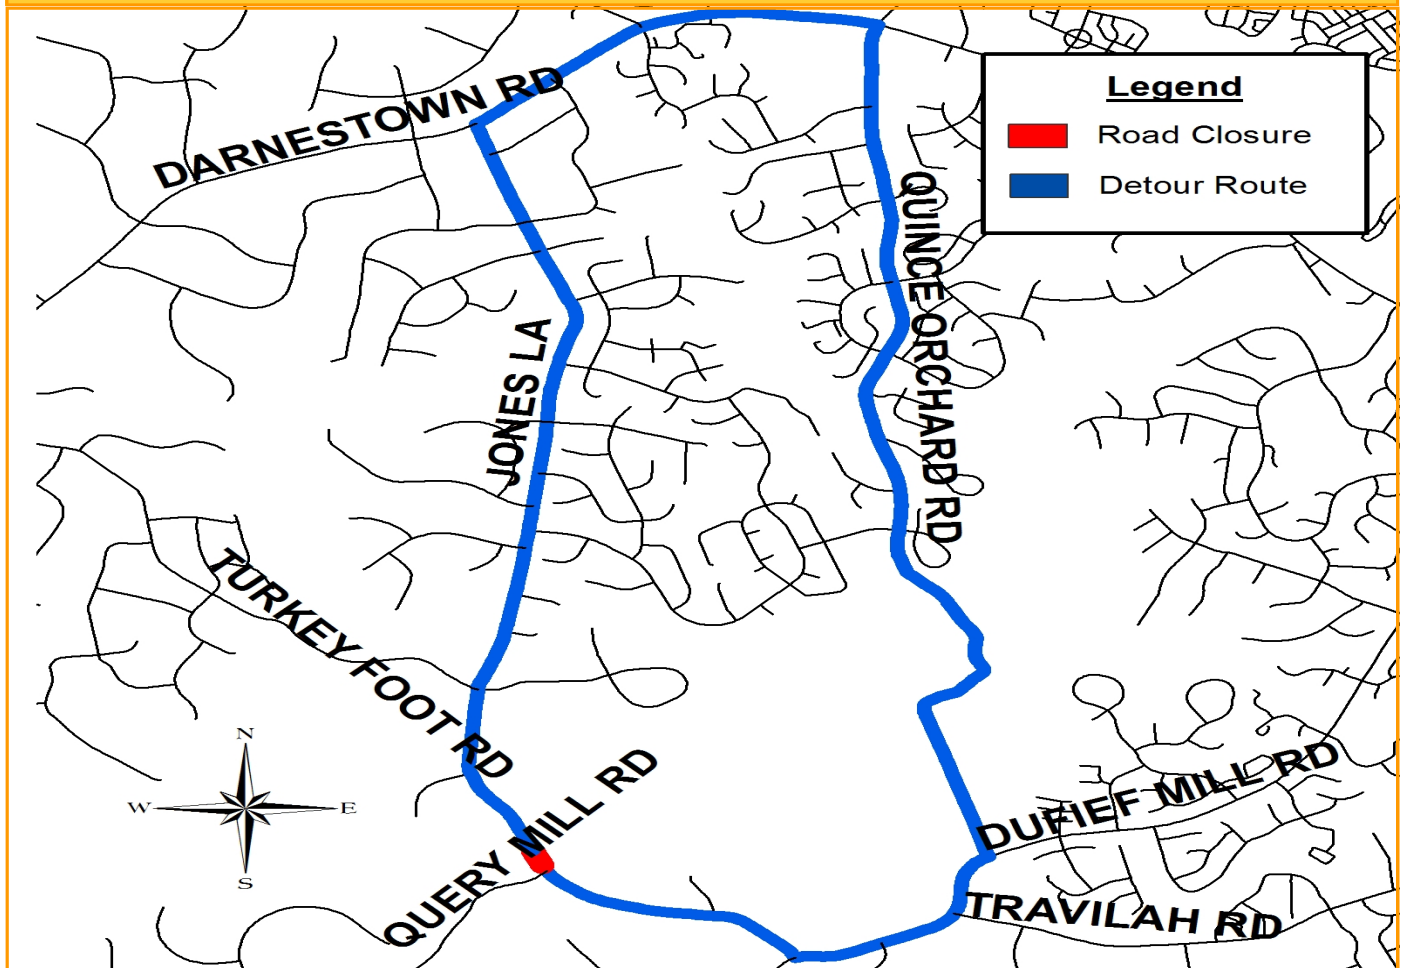 Legend
Road Closure
Detour Route
DARNESTOWN RD
QUINCE ORCHARD RD
JONES LA
TURKEY FOOT RD
QUERY MILL RD
DUFIEF MILL RD
TRAVILAH RD
N
W E
S